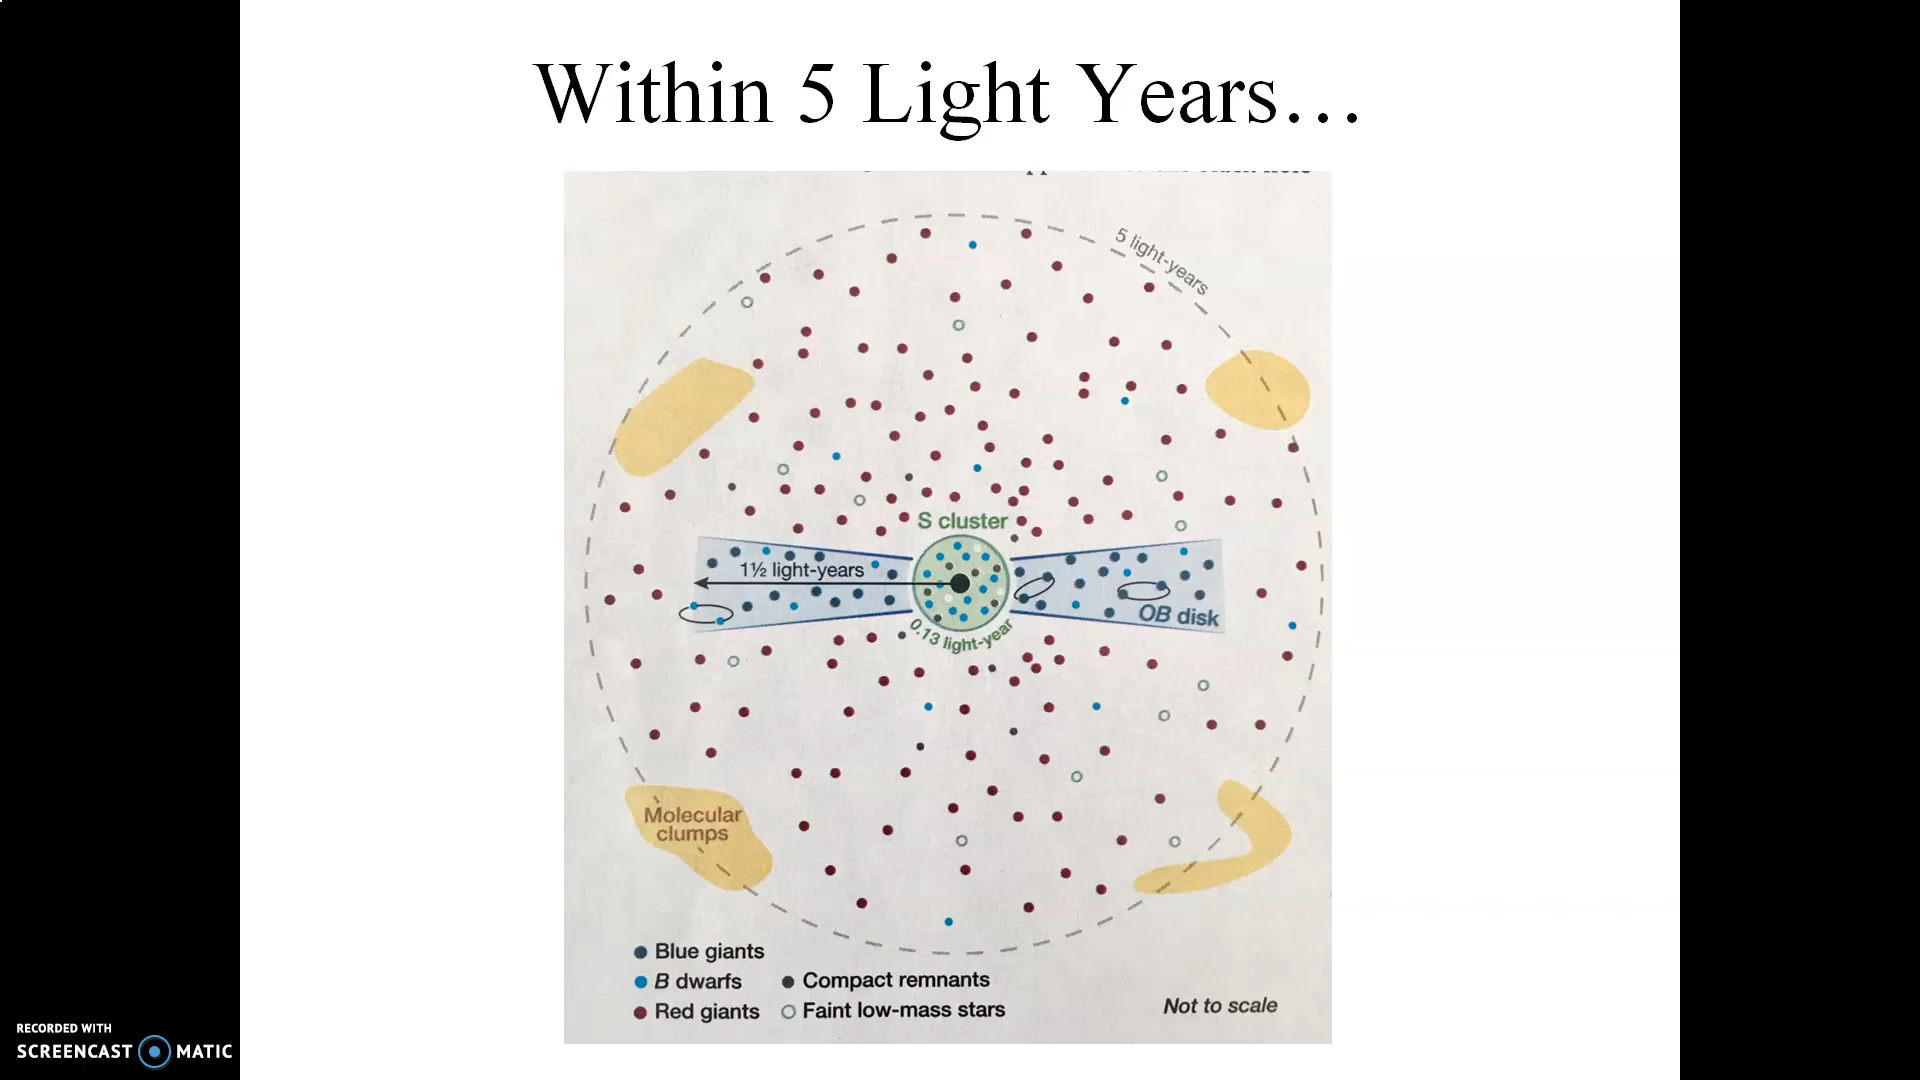 Within 5 Light Years…
5 light-years
S cluster
1½ light-years
OB disk
0.13 light-year
Molecular
clumps
Blue giants
B dwarfs
Compact remnants
Red giants
Faint low-mass stars
Not to scale
RECORDED WITH
SCREENCAST MATIC